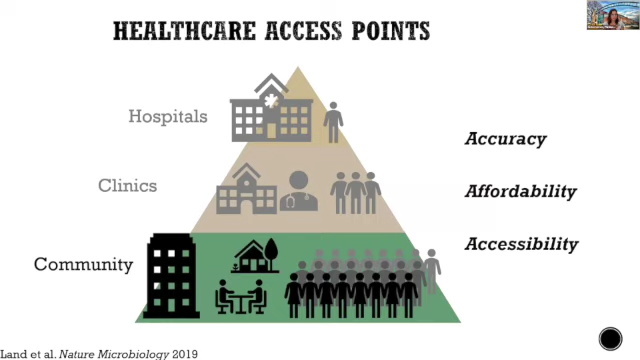 HEALTHCARE ACCESS POINTS
Hospitals
Clinics
Community
Accuracy
Affordability
Accessibility
Land et al. Nature Microbiology 2019